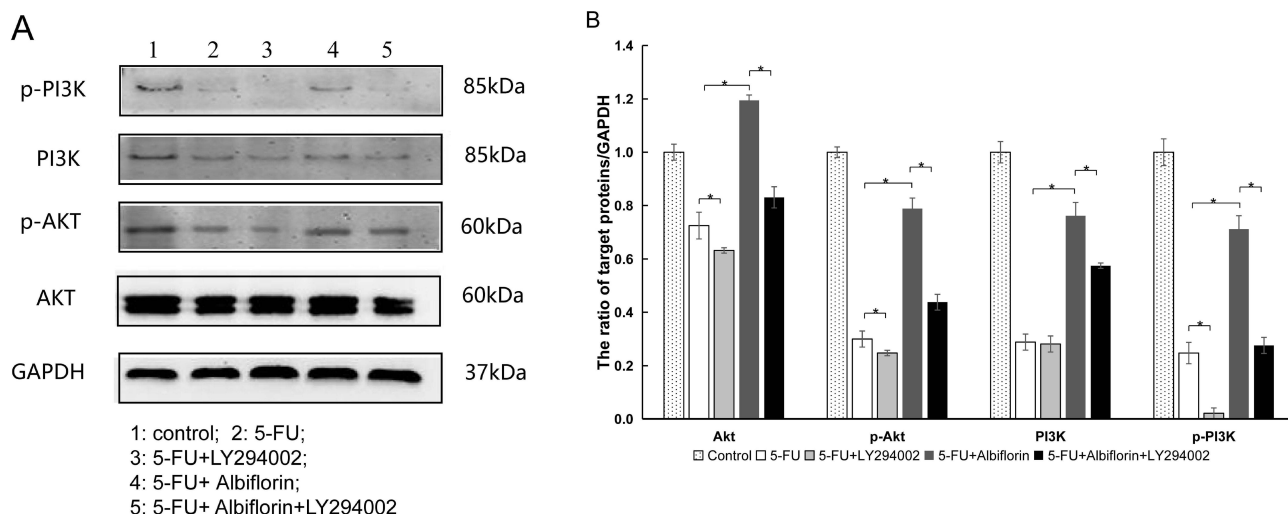 A
1 2 3 4 5
p-PI3K 85kDa
PI3K 85kDa
p-AKT 60kDa
AKT 60kDa
GAPDH 37kDa
1: control; 2: 5-FU;
3: 5-FU+LY294002;
4: 5-FU+ Albiflorin;
5: 5-FU+ Albiflorin+LY294002
B
The ratio of target proteins/GAPDH
1.4
1.2
1.0
0.8
0.6
0.4
0.2
0.0
* * *
* * *
* *
* * *
Akt p-Akt PI3K p-PI3K
Control 5-FU 5-FU+LY294002 5-FU+Albiflorin 5-FU+Albiflorin+LY294002